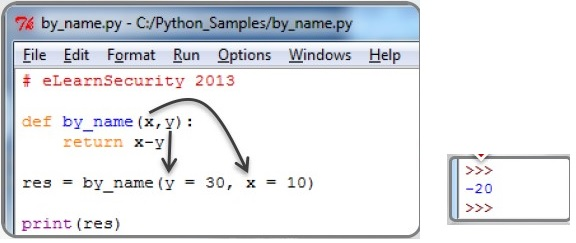 by_name.py - C:/Python_Samples/by_name.py
File Edit Format Run Options Windows Help
# eLearnSecurity 2013
def by_name(x,y):
    return x-y
res = by_name(y = 30, x = 10)
print(res)
>>>
-20
>>>